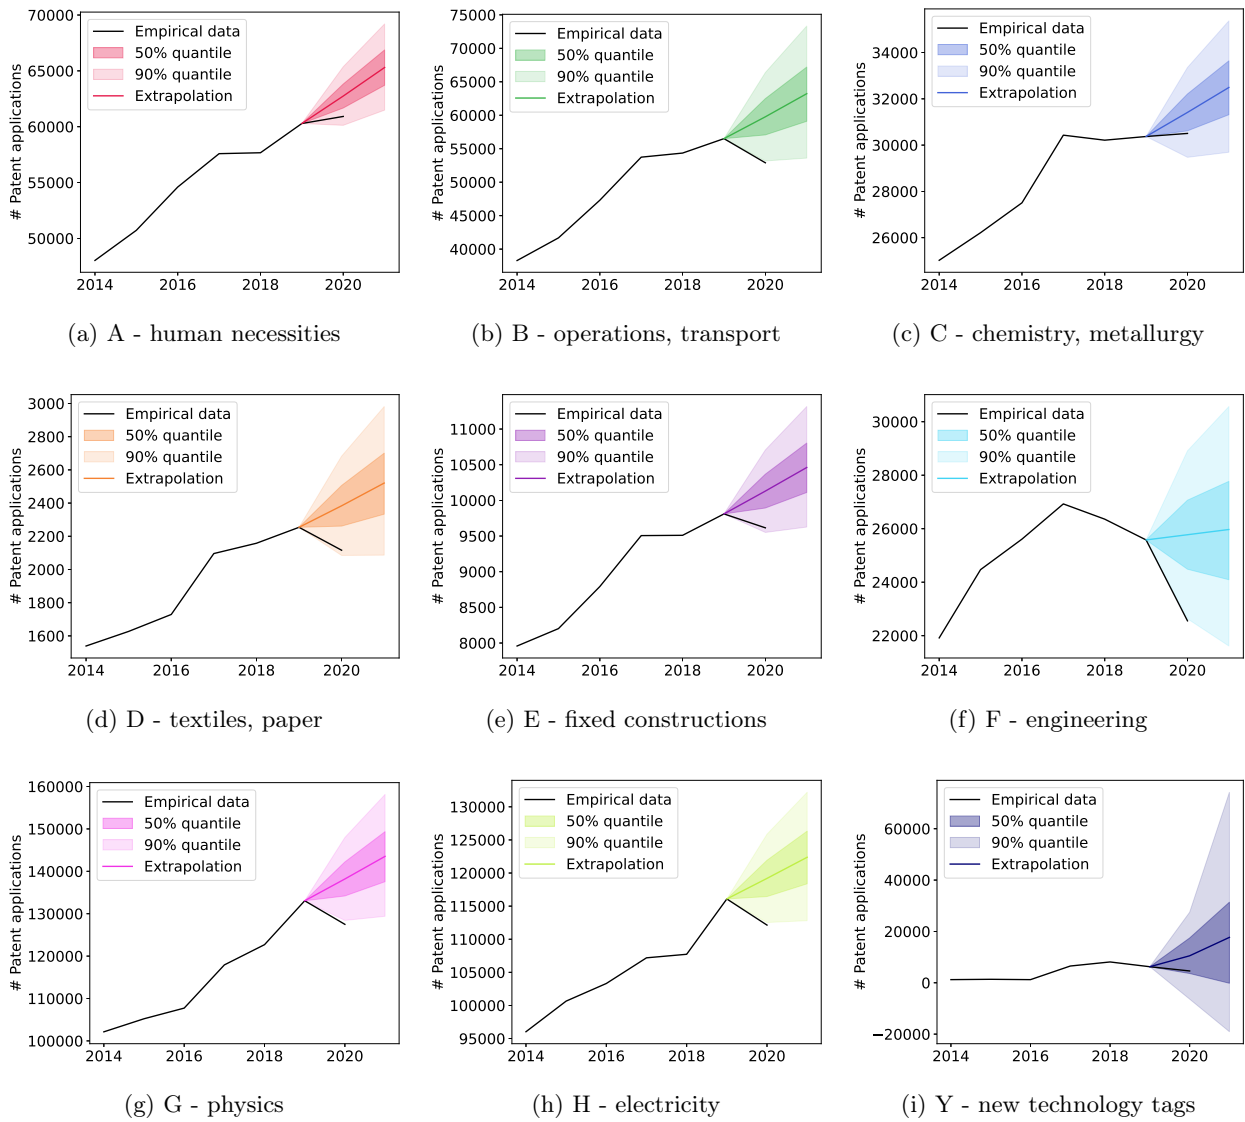 70000
65000
60000
55000
50000
# Patent applications
Empirical data
50% quantile
90% quantile
Extrapolation
2014 2016 2018 2020
(a) A - human necessities
75000
70000
65000
60000
55000
50000
45000
40000
# Patent applications
Empirical data
50% quantile
90% quantile
Extrapolation
2014 2016 2018 2020
(b) B - operations, transport
34000
32000
30000
28000
26000
# Patent applications
Empirical data
50% quantile
90% quantile
Extrapolation
2014 2016 2018 2020
(c) C - chemistry, metallurgy
3000
2800
2600
2400
2200
2000
1800
1600
# Patent applications
Empirical data
50% quantile
90% quantile
Extrapolation
2014 2016 2018 2020
(d) D - textiles, paper
11000
10500
10000
9500
9000
8500
8000
# Patent applications
Empirical data
50% quantile
90% quantile
Extrapolation
2014 2016 2018 2020
(e) E - fixed constructions
30000
28000
26000
24000
22000
# Patent applications
Empirical data
50% quantile
90% quantile
Extrapolation
2014 2016 2018 2020
(f) F - engineering
160000
150000
140000
130000
120000
110000
100000
# Patent applications
Empirical data
50% quantile
90% quantile
Extrapolation
2014 2016 2018 2020
(g) G - physics
130000
125000
120000
115000
110000
105000
100000
95000
# Patent applications
Empirical data
50% quantile
90% quantile
Extrapolation
2014 2016 2018 2020
(h) H - electricity
60000
40000
20000
0
−20000
# Patent applications
Empirical data
50% quantile
90% quantile
Extrapolation
2014 2016 2018 2020
(i) Y - new technology tags